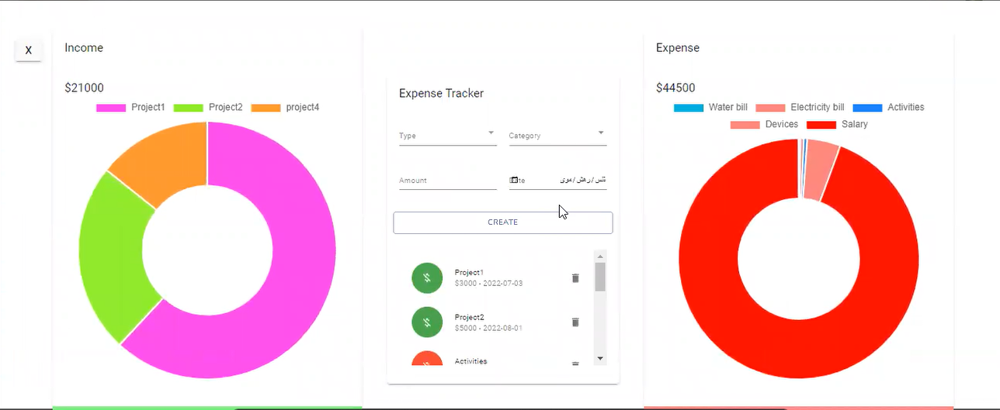 X
Income
$21000
Project1 Project2 project4
Expense Tracker
Type Category
Amount
CREATE
Project1
$3000 - 2022-07-03
Project2
$5000 - 2022-08-01
Activities
Expense
$44500
Water bill Electricity bill Activities
Devices Salary